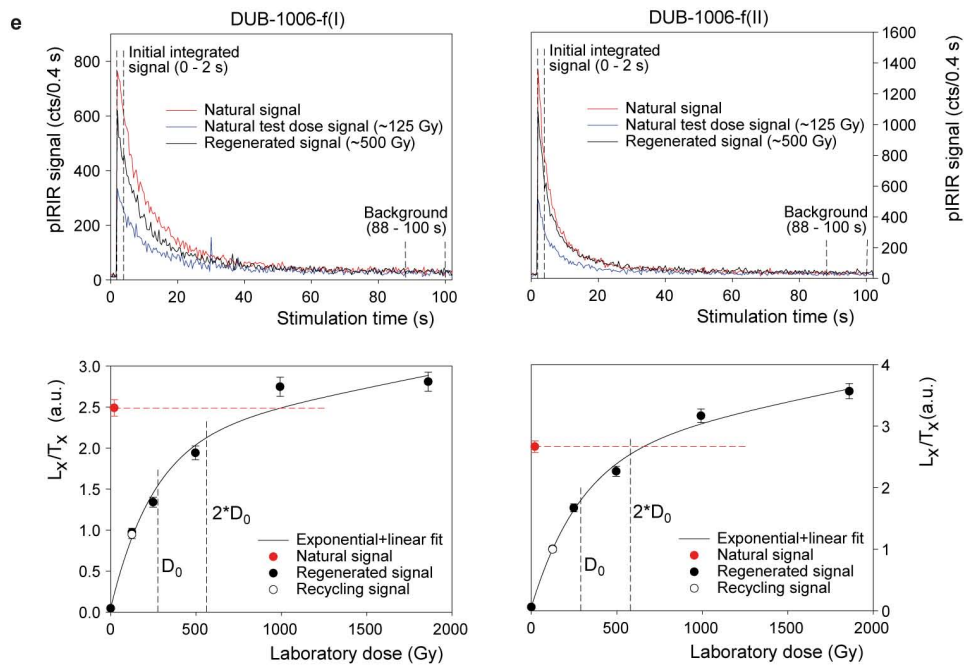 e
DUB-1006-f(I)
pIRIR signal (cts/0.4 s)
800
600
400
200
0
Initial integrated
signal (0 - 2 s)
Natural signal
Natural test dose signal (~125 Gy)
Regenerated signal (~500 Gy)
Background
(88 - 100 s)
0 20 40 60 80 100
Stimulation time (s)
DUB-1006-f(II)
Initial integrated
signal (0 - 2 s)
Natural signal
Natural test dose signal (~125 Gy)
Regenerated signal (~500 Gy)
Background
(88 - 100 s)
1600
1400
1200
1000
800
600
400
200
0
pIRIR signal (cts/0.4 s)
0 20 40 60 80 100
Stimulation time (s)
Lx/Tx (a.u.)
3.0
2.5
2.0
1.5
1.0
0.5
0.0
D0
2*D0
Exponential+linear fit
Natural signal
Regenerated signal
Recycling signal
0 500 1000 1500 2000
Laboratory dose (Gy)
D0
2*D0
Exponential+linear fit
Natural signal
Regenerated signal
Recycling signal
4
3
2
1
0
Lx/Tx (a.u.)
0 500 1000 1500 2000
Laboratory dose (Gy)